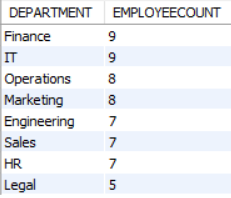 DEPARTMENT EMPLOYEECOUNT
Finance 9
IT 9
Operations 8
Marketing 8
Engineering 7
Sales 7
HR 7
Legal 5